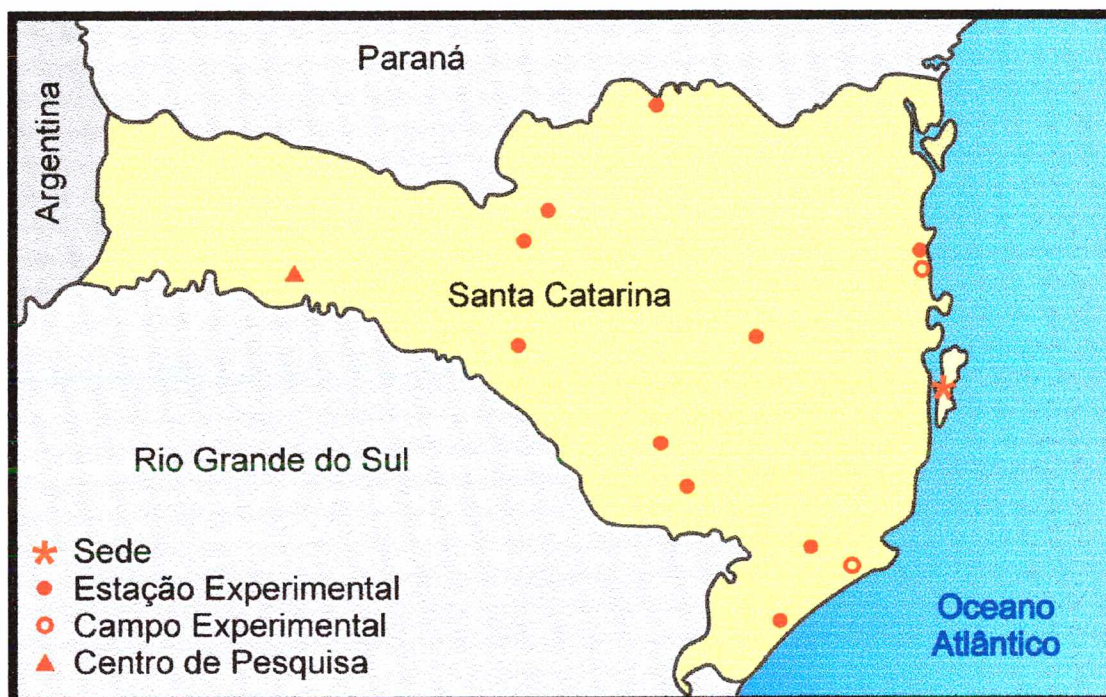 Paraná
Argentina
Santa Catarina
Rio Grande do Sul
Sede
Estação Experimental
Campo Experimental
Centro de Pesquisa
Oceano
Atlântico